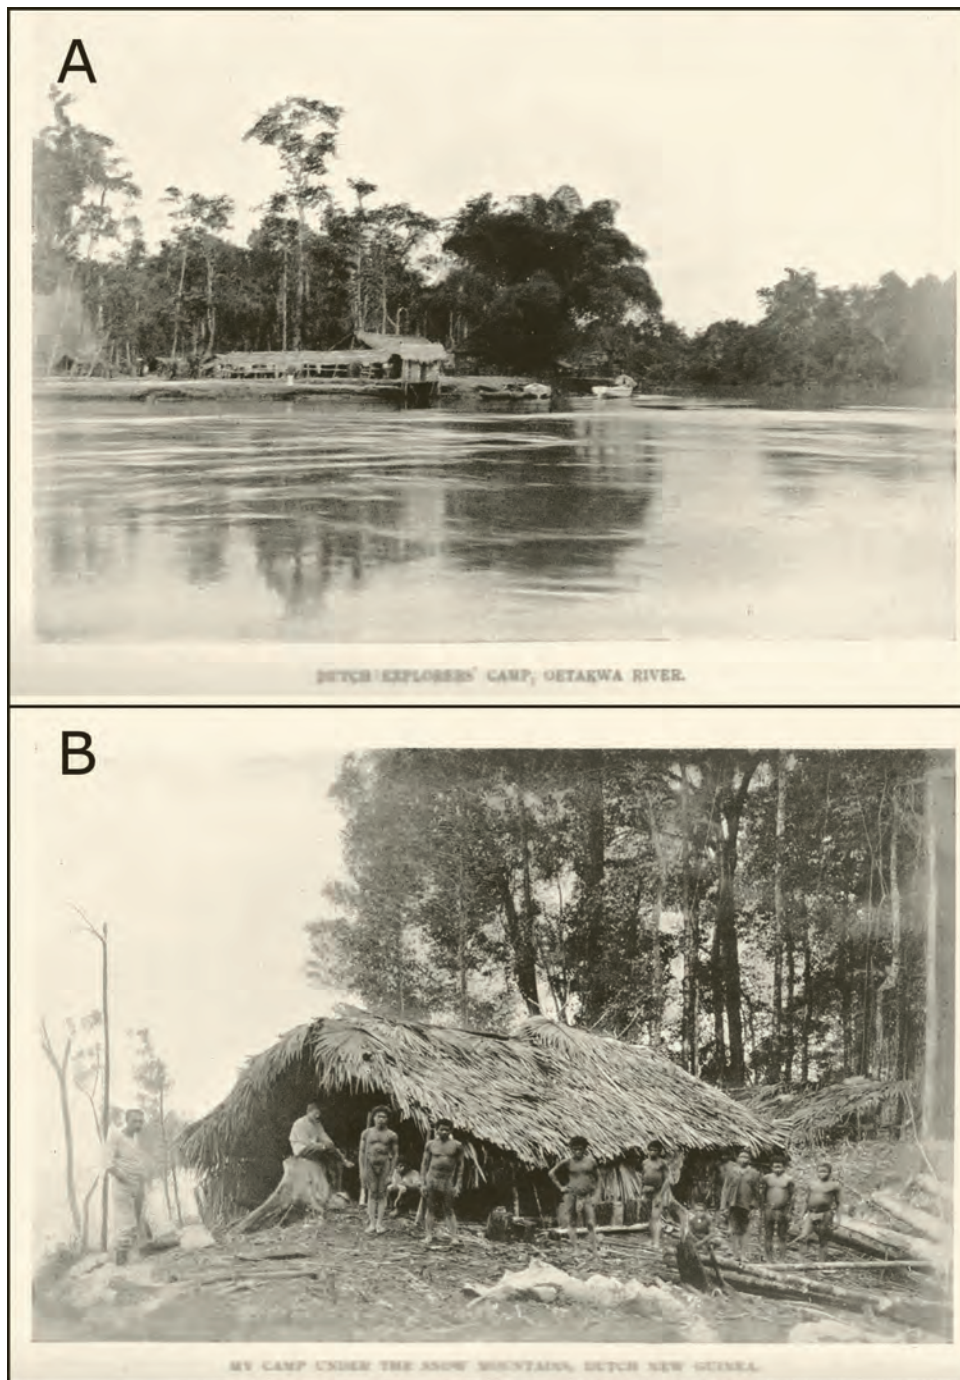 A
DUTCH EXPLORERS' CAMP, OETAKWA RIVER.
B
MY CAMP UNDER THE SNOW MOUNTAINS, DUTCH NEW GUINEA.